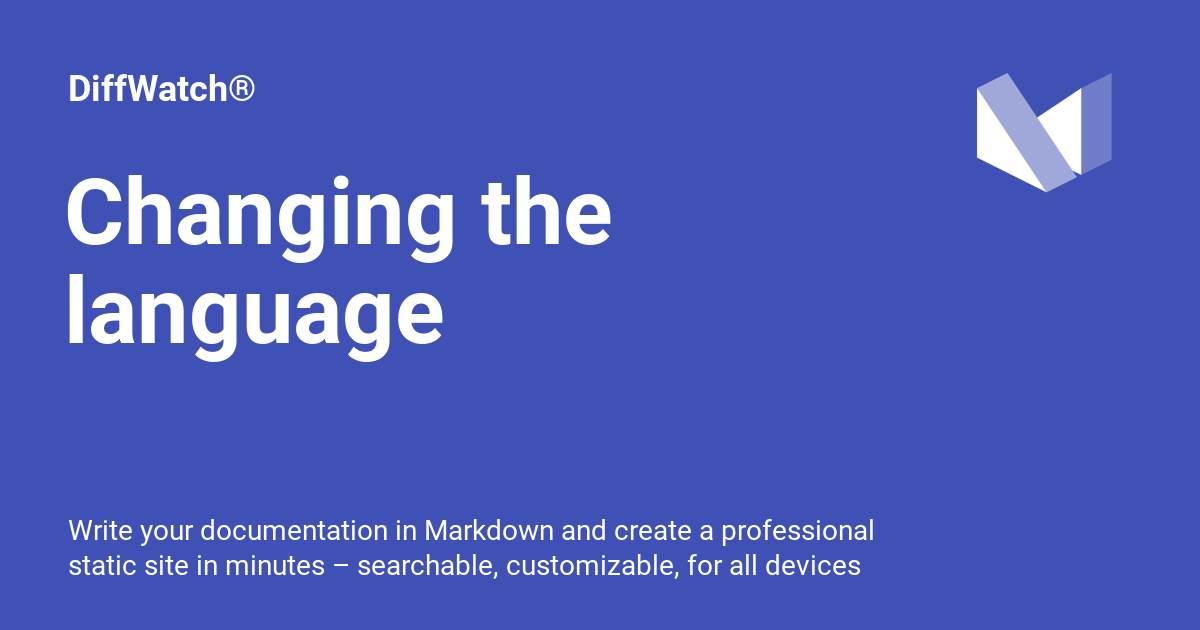 DiffWatch®
Changing the
language
Write your documentation in Markdown and create a professional
static site in minutes – searchable, customizable, for all devices